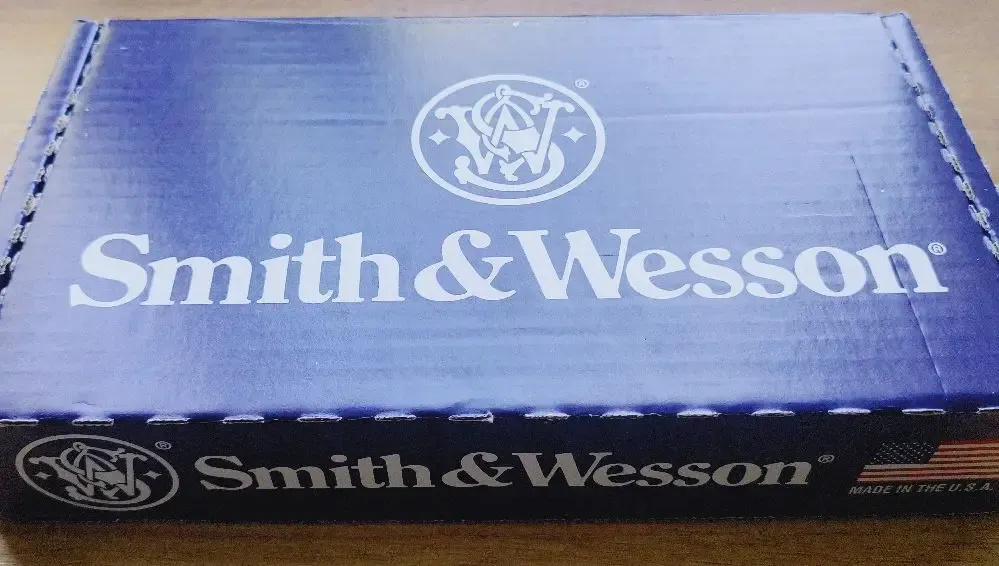 ®
Smith & Wesson®
® Smith & Wesson®
MADE IN THE U.S.A.